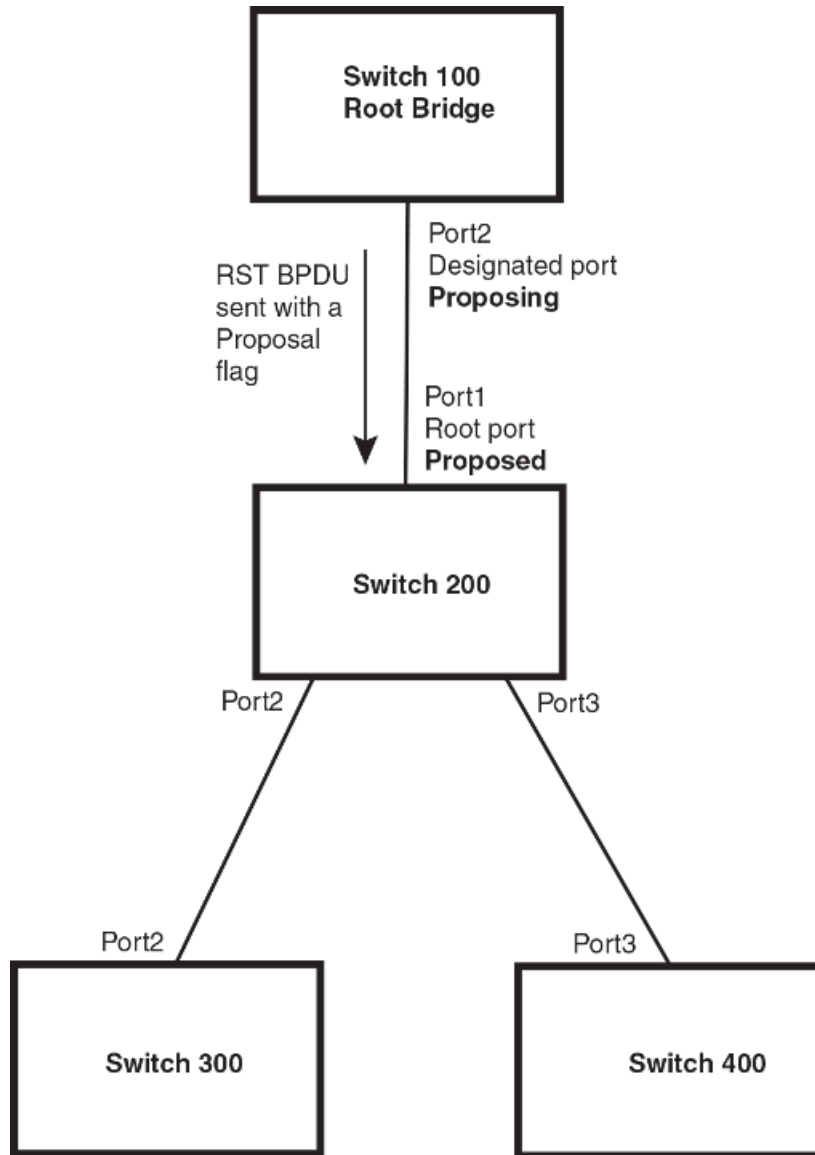 Switch 100
Root Bridge
RST BPDU
sent with a
Proposal
flag
Port2
Designated port
Proposing
Port1
Root port
Proposed
Switch 200
Port2
Port3
Port2
Port3
Switch 300
Switch 400